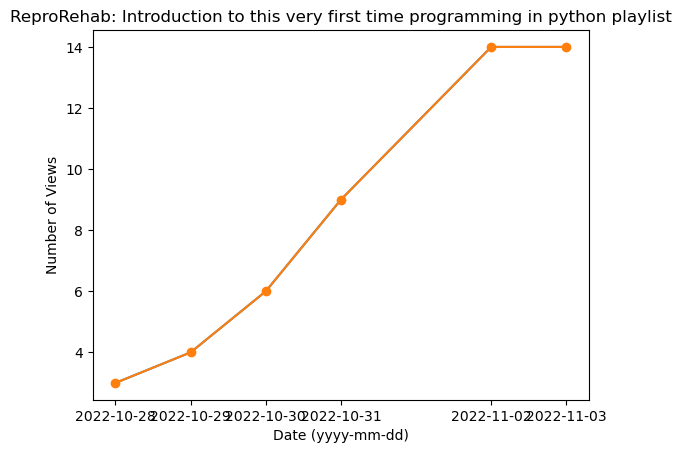 ReproRehab: Introduction to this very first time programming in python playlist
Number of Views
14
12
10
8
6
4
2022-10-28 2022-10-29 2022-10-30 2022-10-31 2022-11-02 2022-11-03
Date (yyyy-mm-dd)